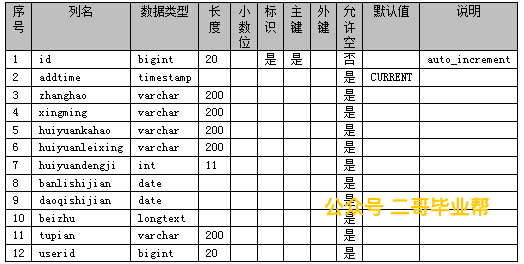 序号 列名 数据类型 长度 小数位 标识 主键 外键 允许空 默认值 说明
1 id bigint 20 是 是 否 auto_increment
2 addtime timestamp 是 CURRENT
3 zhanghao varchar 200 是
4 xingming varchar 200 是
5 huiyuankahao varchar 200 是
6 huiyuanleixing varchar 200 是
7 huiyuandengji int 11 是
8 banlishijian date 是
9 daoqishijian date 是
10 beizhu longtext 是
11 tupian varchar 200 是
12 userid bigint 20 是
公众号 二哥毕业帮